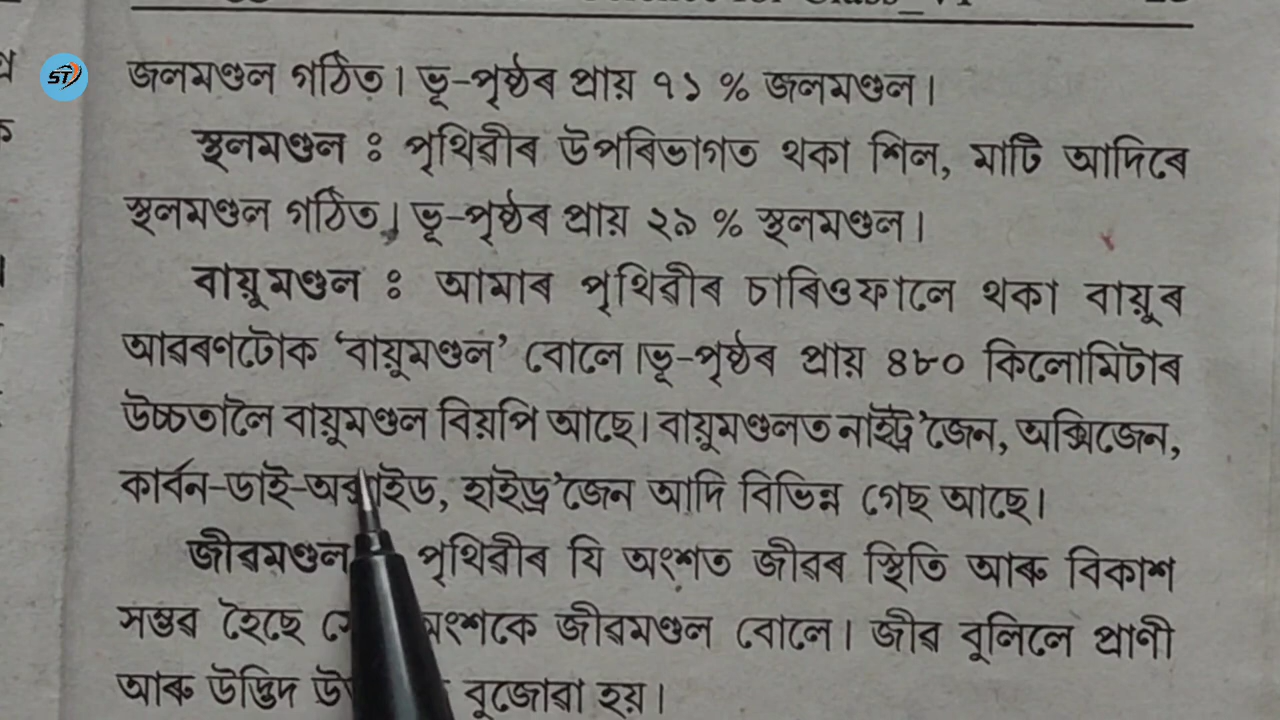 ST
জলমণ্ডল গঠিত। ভূ-পৃষ্ঠৰ প্ৰায় ৭১ % জলমণ্ডল।
স্থলমণ্ডল ঃ পৃথিৱীৰ উপৰিভাগত থকা শিল, মাটি আদিৰে
স্থলমণ্ডল গঠিত। ভূ-পৃষ্ঠৰ প্ৰায় ২৯ % স্থলমণ্ডল।
বায়ুমণ্ডল ঃ আমাৰ পৃথিৱীৰ চাৰিওফালে থকা বায়ুৰ
আৱৰণটোক ‘বায়ুমণ্ডল’ বোলে।ভূ-পৃষ্ঠৰ প্ৰায় ৪৮০ কিলোমিটাৰ
উচ্চতালৈ বায়ুমণ্ডল বিয়পি আছে। বায়ুমণ্ডলত নাইট্ৰ’জেন, অক্সিজেন,
কাৰ্বন-ডাই-অক্সাইড, হাইড্ৰ’জেন আদি বিভিন্ন গেছ আছে।
জীৱমণ্ডল পৃথিৱীৰ যি অংশত জীৱৰ স্থিতি আৰু বিকাশ
সম্ভৱ হৈছে অংশকে জীৱমণ্ডল বোলে। জীৱ বুলিলে প্ৰাণী
আৰু উদ্ভিদ বুজোৱা হয়।